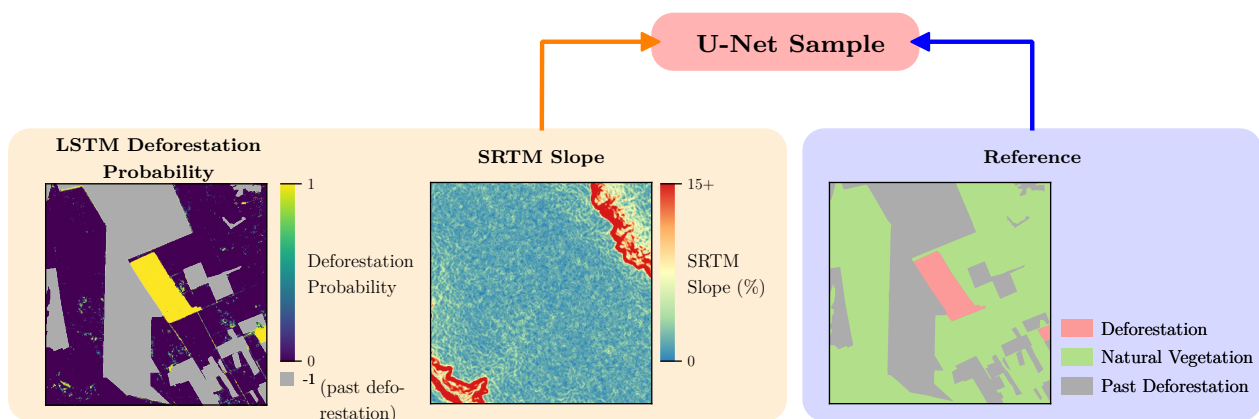 U-Net Sample
LSTM Deforestation
Probability
1
Deforestation
Probability
0
-1
(past defo-
restation)
SRTM Slope
15+
SRTM
Slope (%)
0
Reference
Deforestation
Natural Vegetation
Past Deforestation